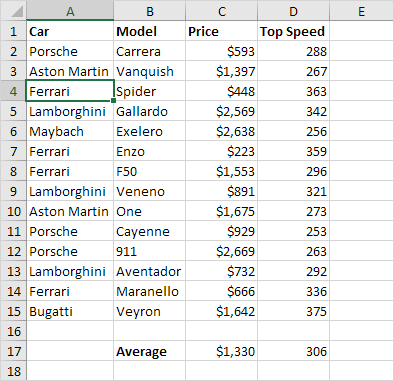 A B C D E
1 Car Model Price Top Speed
2 Porsche Carrera $593 288
3 Aston Martin Vanquish $1,397 267
4 Ferrari Spider $448 363
5 Lamborghini Gallardo $2,569 342
6 Maybach Exelero $2,638 256
7 Ferrari Enzo $223 359
8 Ferrari F50 $1,553 296
9 Lamborghini Veneno $891 321
10 Aston Martin One $1,675 273
11 Porsche Cayenne $929 253
12 Porsche 911 $2,669 263
13 Lamborghini Aventador $732 292
14 Ferrari Maranello $666 336
15 Bugatti Veyron $1,642 375
16
17 Average $1,330 306
18